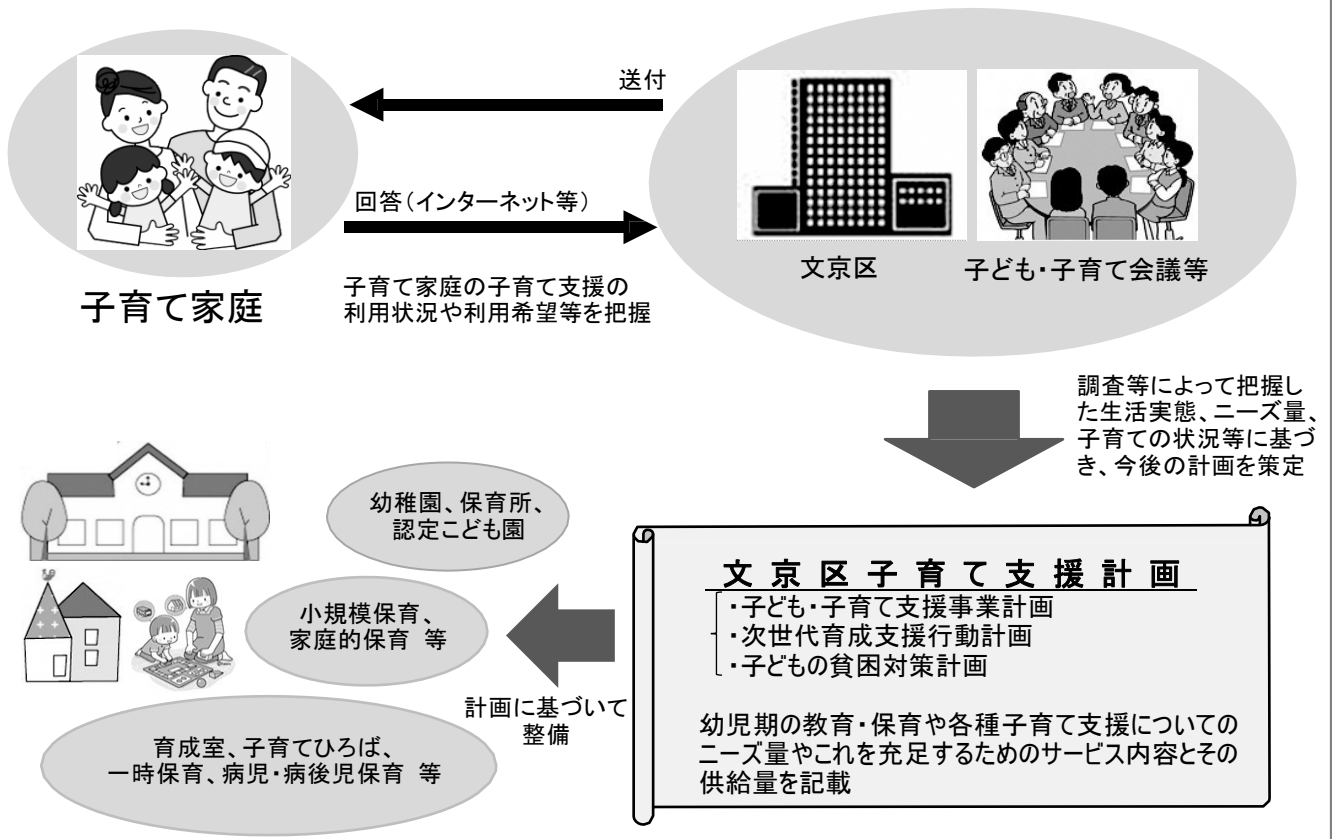 送付
回答(インターネット等)
子育て家庭の子育て支援の
利用状況や利用希望等を把握
子育て家庭
文京区
子ども・子育て会議等
調査等によって把握し
た生活実態、ニーズ量、
子育ての状況等に基づ
き、今後の計画を策定
文京区子育て支援計画
・子ども・子育て支援事業計画
・次世代育成支援行動計画
・子どもの貧困対策計画
幼児期の教育・保育や各種子育て支援についての
ニーズ量やこれを充足するためのサービス内容とその
供給量を記載
計画に基づいて
整備
幼稚園、保育所、
認定こども園
小規模保育、
家庭的保育 等
育成室、子育てひろば、
一時保育、病児・病後児保育 等